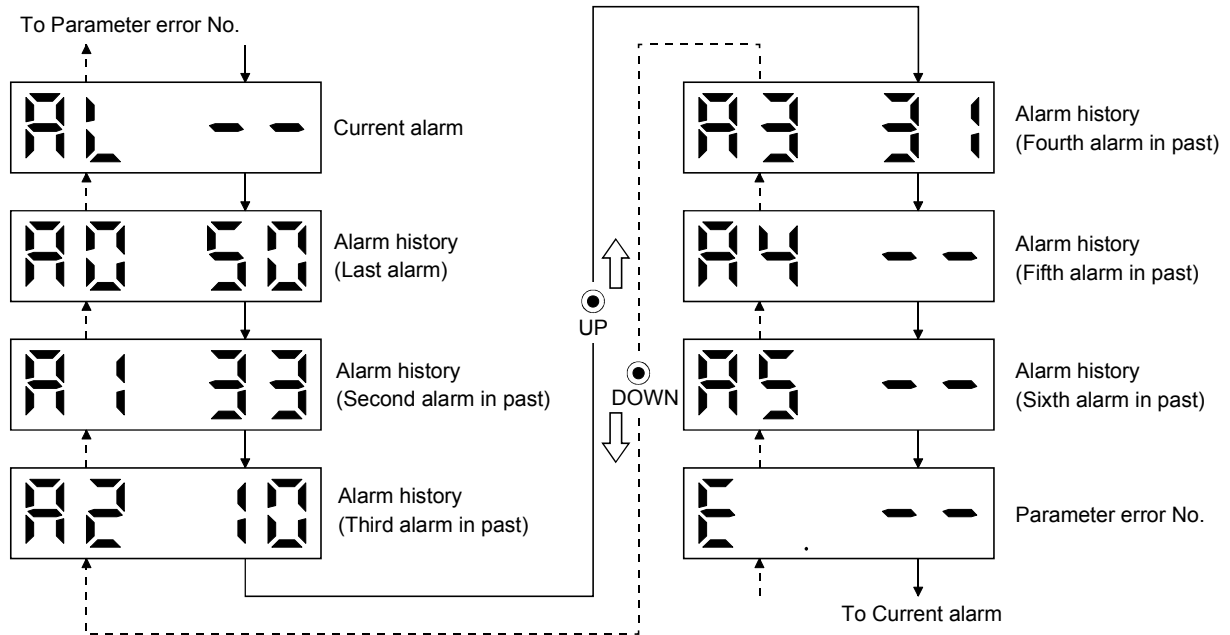 To Parameter error No.
AL --
Current alarm
A0 50
Alarm history
(Last alarm)
A1 33
Alarm history
(Second alarm in past)
A2 10
Alarm history
(Third alarm in past)
UP
DOWN
A3 31
Alarm history
(Fourth alarm in past)
A4 --
Alarm history
(Fifth alarm in past)
A5 --
Alarm history
(Sixth alarm in past)
E . --
Parameter error No.
To Current alarm